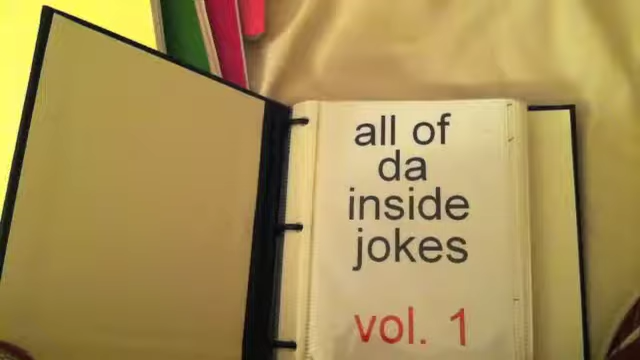 all of
da
inside
jokes
vol. 1